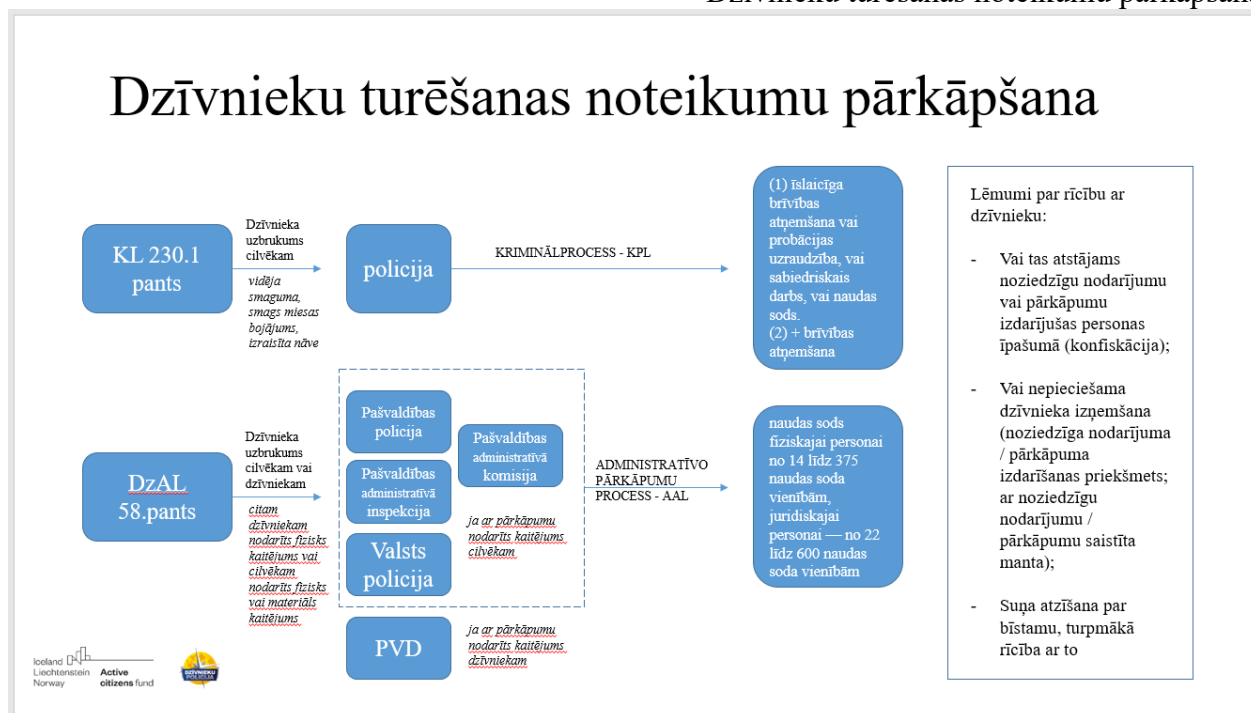 Dzīvnieku turēšanas noteikumu pārkāpšana
KL 230.1
pants
Dzīvnieka
uzbrukums
cilvēkam
vidēja
smaguma,
smags miesas
bojājums,
izraisīta nāve
policija
KRIMINĀLPROCESS - KPL
(1) īslaicīga
brīvības
atņemšana vai
probācijas
uzraudzība, vai
sabiedriskais
darbs, vai naudas
sods.
(2) + brīvības
atņemšana
DzAL
58.pants
Dzīvnieka
uzbrukums
cilvēkam vai
dzīvniekam
citam
dzīvniekam
nodarīts fizisks
kaitējums vai
cilvēkam
nodarīts fizisks
vai materiāls
kaitējums
Pašvaldības
policija
Pašvaldības
administratīvā
inspekcija
Valsts
policija
Pašvaldības
administratīvā
komisija
ja ar pārkāpumu
nodarīts kaitējums
cilvēkam
PVD
ja ar pārkāpumu
nodarīts kaitējums
dzīvniekam
ADMINISTRATĪVO
PĀRKĀPUMU
PROCESS - AAL
naudas sods
fiziskajai personai
no 14 līdz 375
naudas soda
vienībām,
juridiskajai
personai — no 22
līdz 600 naudas
soda vienībām
Lēmumi par rīcību ar
dzīvnieku:
- Vai tas atstājams
noziedzīgu nodarījumu
vai pārkāpumu
izdarījušas personas
īpašumā (konfiskācija);
- Vai nepieciešama
dzīvnieka izņemšana
(noziedzīga nodarījuma
/ pārkāpuma
izdarīšanas priekšmets;
ar noziedzīgu
nodarījumu /
pārkāpumu saistīta
manta);
- Suņa atzīšana par
bīstamu, turpmākā
rīcība ar to
Iceland
Liechtenstein
Norway
Active
citizens fund
DZĪVNIEKU
POLICIJA